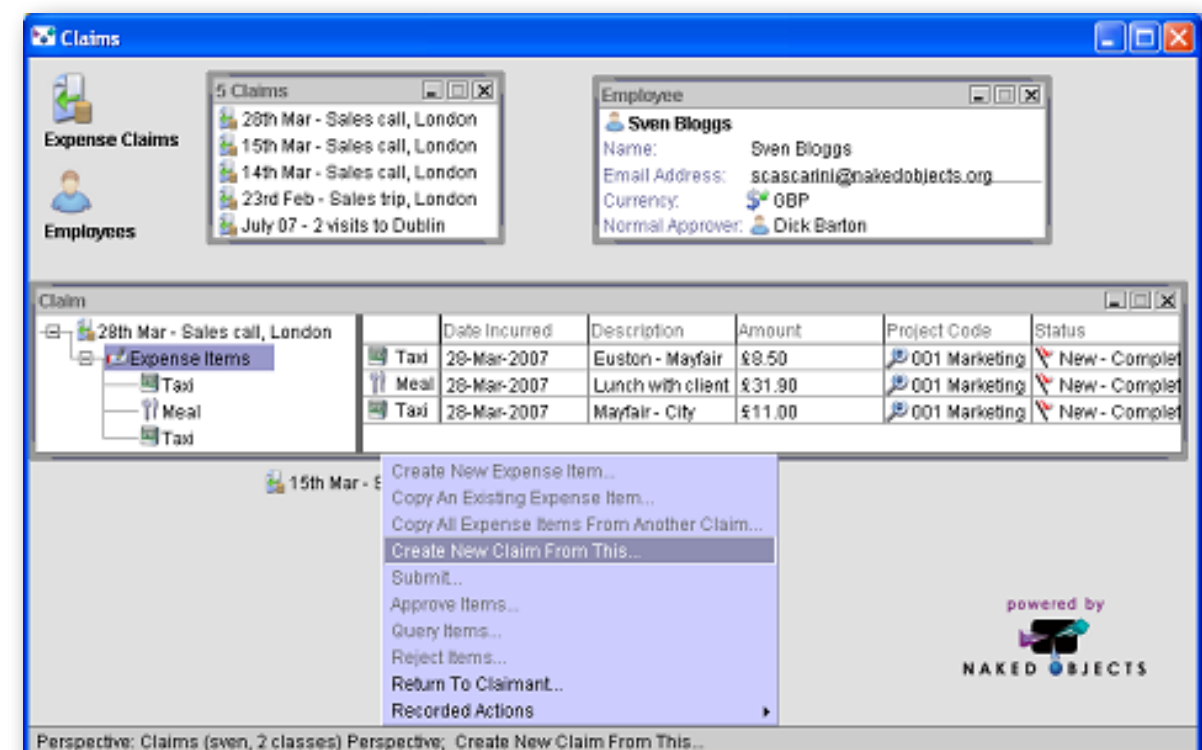 Claims
Expense Claims
Employees
5 Claims
28th Mar - Sales call, London
15th Mar - Sales call, London
14th Mar - Sales call, London
23rd Feb - Sales trip, London
July 07 - 2 visits to Dublin
Employee
Sven Bloggs
Name: Sven Bloggs
Email Address: scascarini@nakedobjects.org
Currency: GBP
Normal Approver: Dick Barton
Claim
28th Mar - Sales call, London
Expense Items
Taxi
Meal
Taxi
Date Incurred Description Amount Project Code Status
Taxi 28-Mar-2007 Euston - Mayfair £8.50 001 Marketing New - Complet
Meal 28-Mar-2007 Lunch with client £31.90 001 Marketing New - Complet
Taxi 28-Mar-2007 Mayfair - City £11.00 001 Marketing New - Complet
15th Mar - S
Create New Expense Item...
Copy An Existing Expense Item...
Copy All Expense Items From Another Claim...
Create New Claim From This...
Submit...
Approve Items...
Query Items...
Reject Items...
Return To Claimant...
Recorded Actions
powered by
NAKED OBJECTS
Perspective: Claims (sven, 2 classes) Perspective; Create New Claim From This...